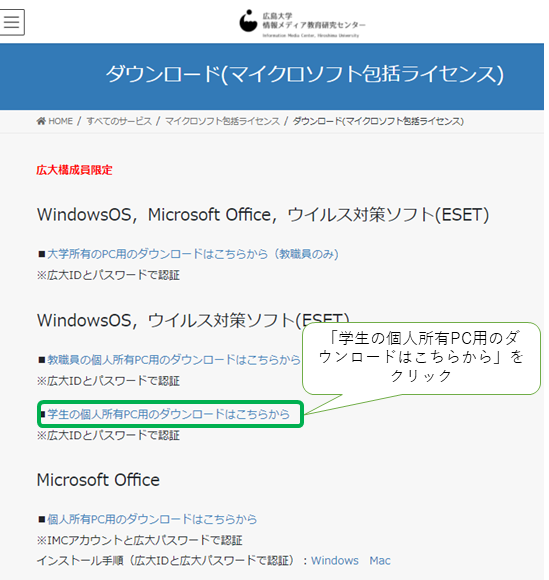 広島大学
情報メディア教育研究センター
Information Media Center, Hiroshima University
ダウンロード(マイクロソフト包括ライセンス)
HOME / すべてのサービス / マイクロソフト包括ライセンス / ダウンロード(マイクロソフト包括ライセンス)
広大構成員限定
WindowsOS，Microsoft Office，ウイルス対策ソフト(ESET)
■大学所有のPC用のダウンロードはこちらから（教職員のみ)
※広大IDとパスワードで認証
WindowsOS，ウイルス対策ソフト(ESET)
■教職員の個人所有PC用のダウンロードはこちらから
※広大IDとパスワードで認証
「学生の個人所有PC用のダ
ウンロードはこちらから」を
クリック
■学生の個人所有PC用のダウンロードはこちらから
※広大IDとパスワードで認証
Microsoft Office
■個人所有PC用のダウンロードはこちらから
※IMCアカウントと広大パスワードで認証
インストール手順（広大IDと広大パスワードで認証）：Windows Mac